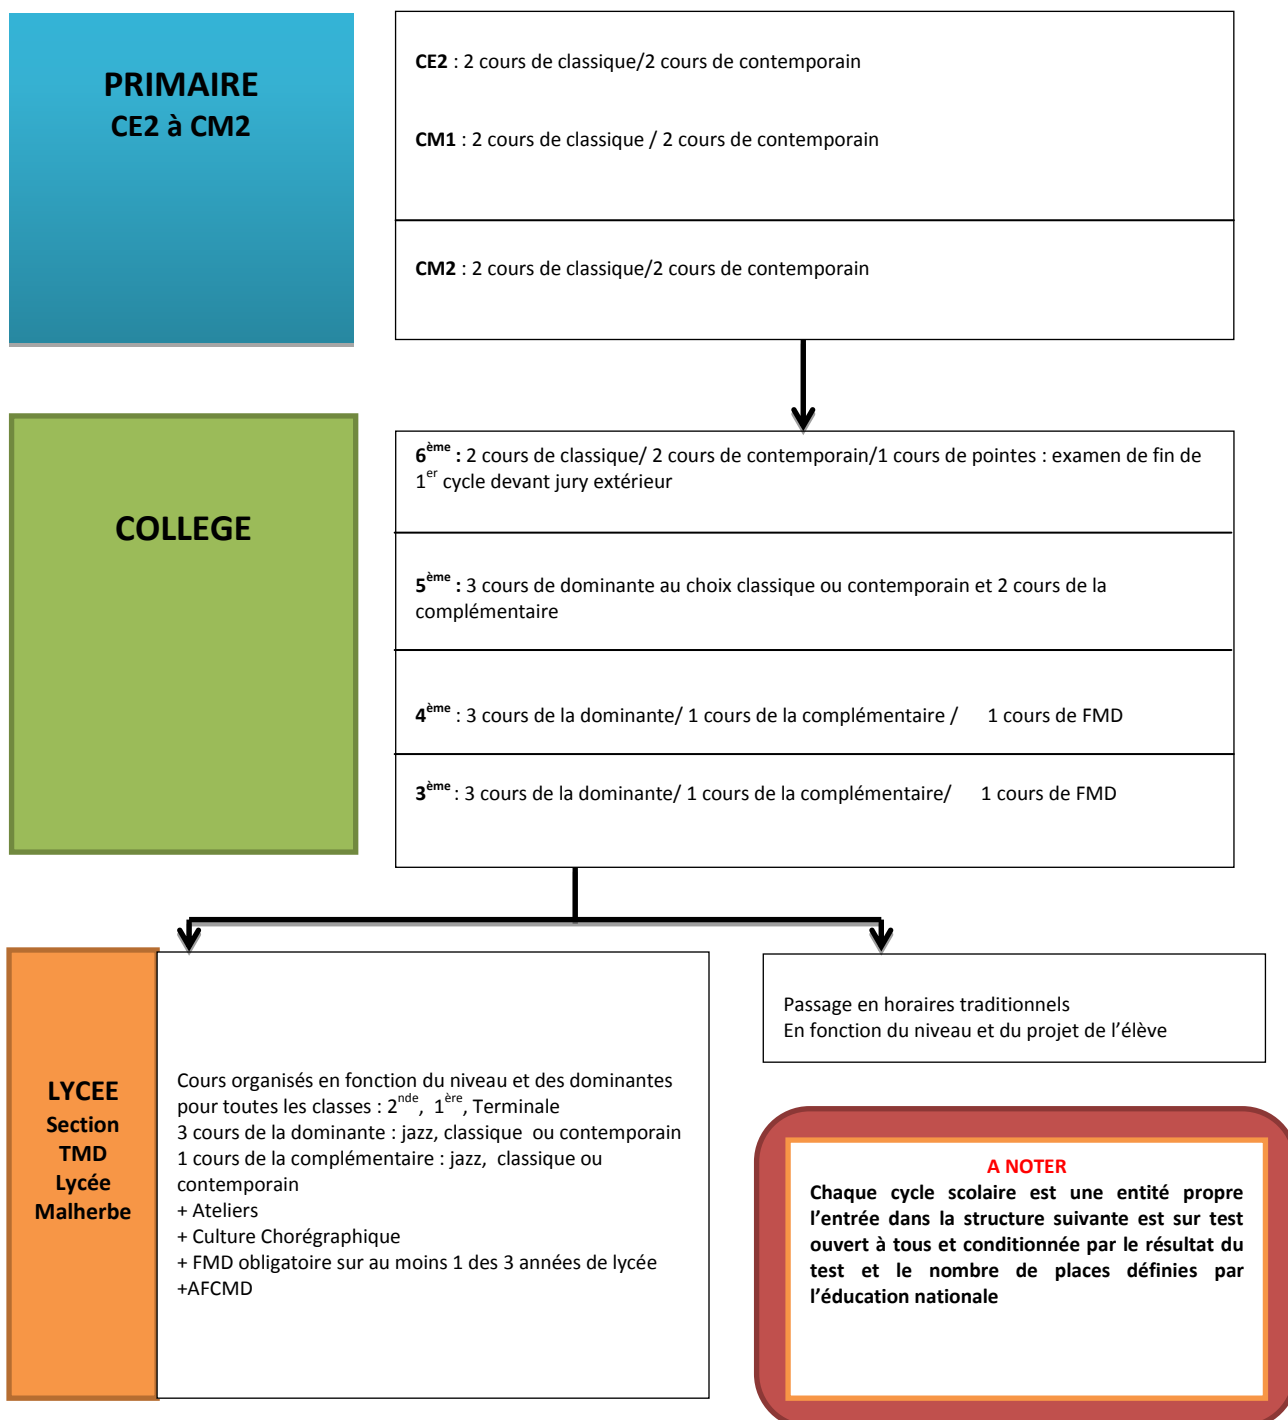 PRIMAIRE
CE2 à CM2
CE2 : 2 cours de classique/2 cours de contemporain
CM1 : 2 cours de classique / 2 cours de contemporain
CM2 : 2 cours de classique/2 cours de contemporain
COLLEGE
6ème : 2 cours de classique/ 2 cours de contemporain/1 cours de pointes : examen de fin de
1er cycle devant jury extérieur
5ème : 3 cours de dominante au choix classique ou contemporain et 2 cours de la
complémentaire
4ème : 3 cours de la dominante/ 1 cours de la complémentaire / 1 cours de FMD
3ème : 3 cours de la dominante/ 1 cours de la complémentaire/ 1 cours de FMD
LYCEE
Section
TMD
Lycée
Malherbe
Cours organisés en fonction du niveau et des dominantes
pour toutes les classes : 2nde, 1ère, Terminale
3 cours de la dominante : jazz, classique ou contemporain
1 cours de la complémentaire : jazz, classique ou
contemporain
+ Ateliers
+ Culture Chorégraphique
+ FMD obligatoire sur au moins 1 des 3 années de lycée
+AFCMD
Passage en horaires traditionnels
En fonction du niveau et du projet de l’élève
A NOTER
Chaque cycle scolaire est une entité propre
l’entrée dans la structure suivante est sur test
ouvert à tous et conditionnée par le résultat du
test et le nombre de places définies par
l’éducation nationale